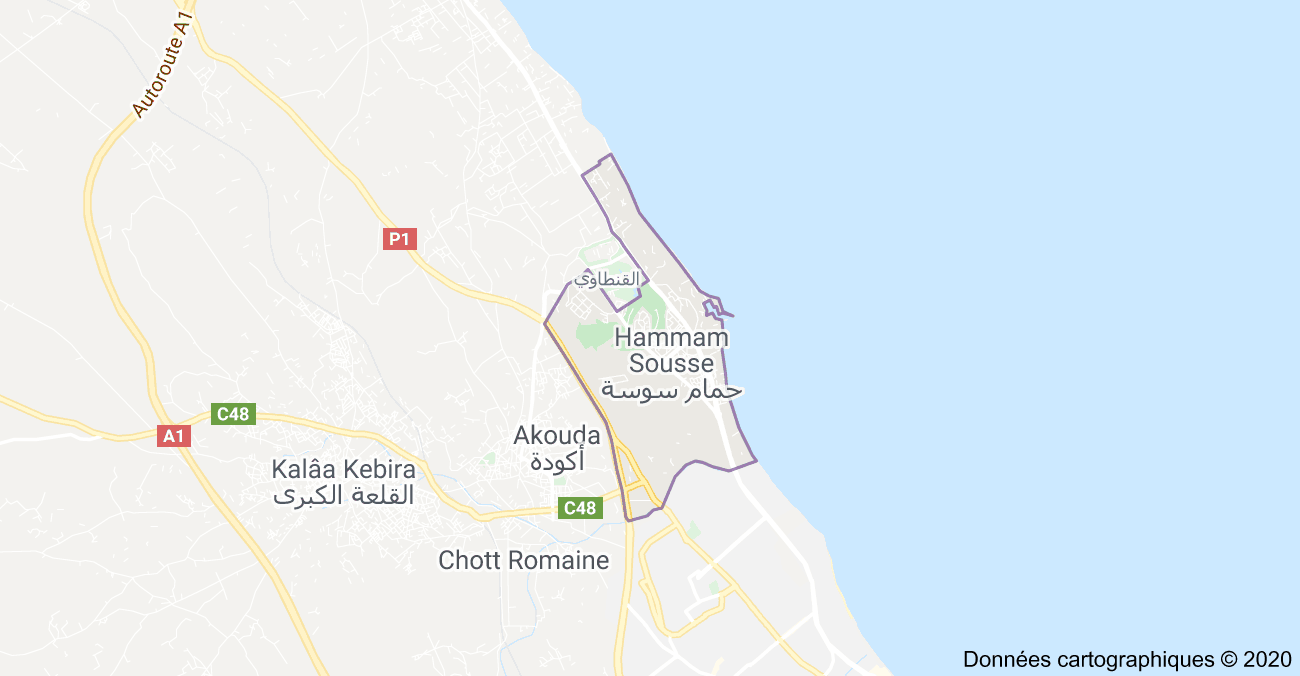 Autoroute A1
P1
القنطاوي
Hammam
Sousse
حمام سوسة
C48
A1
Akouda
أكودة
Kalâa Kebira
القلعة الكبرى
C48
Chott Romaine
Données cartographiques © 2020